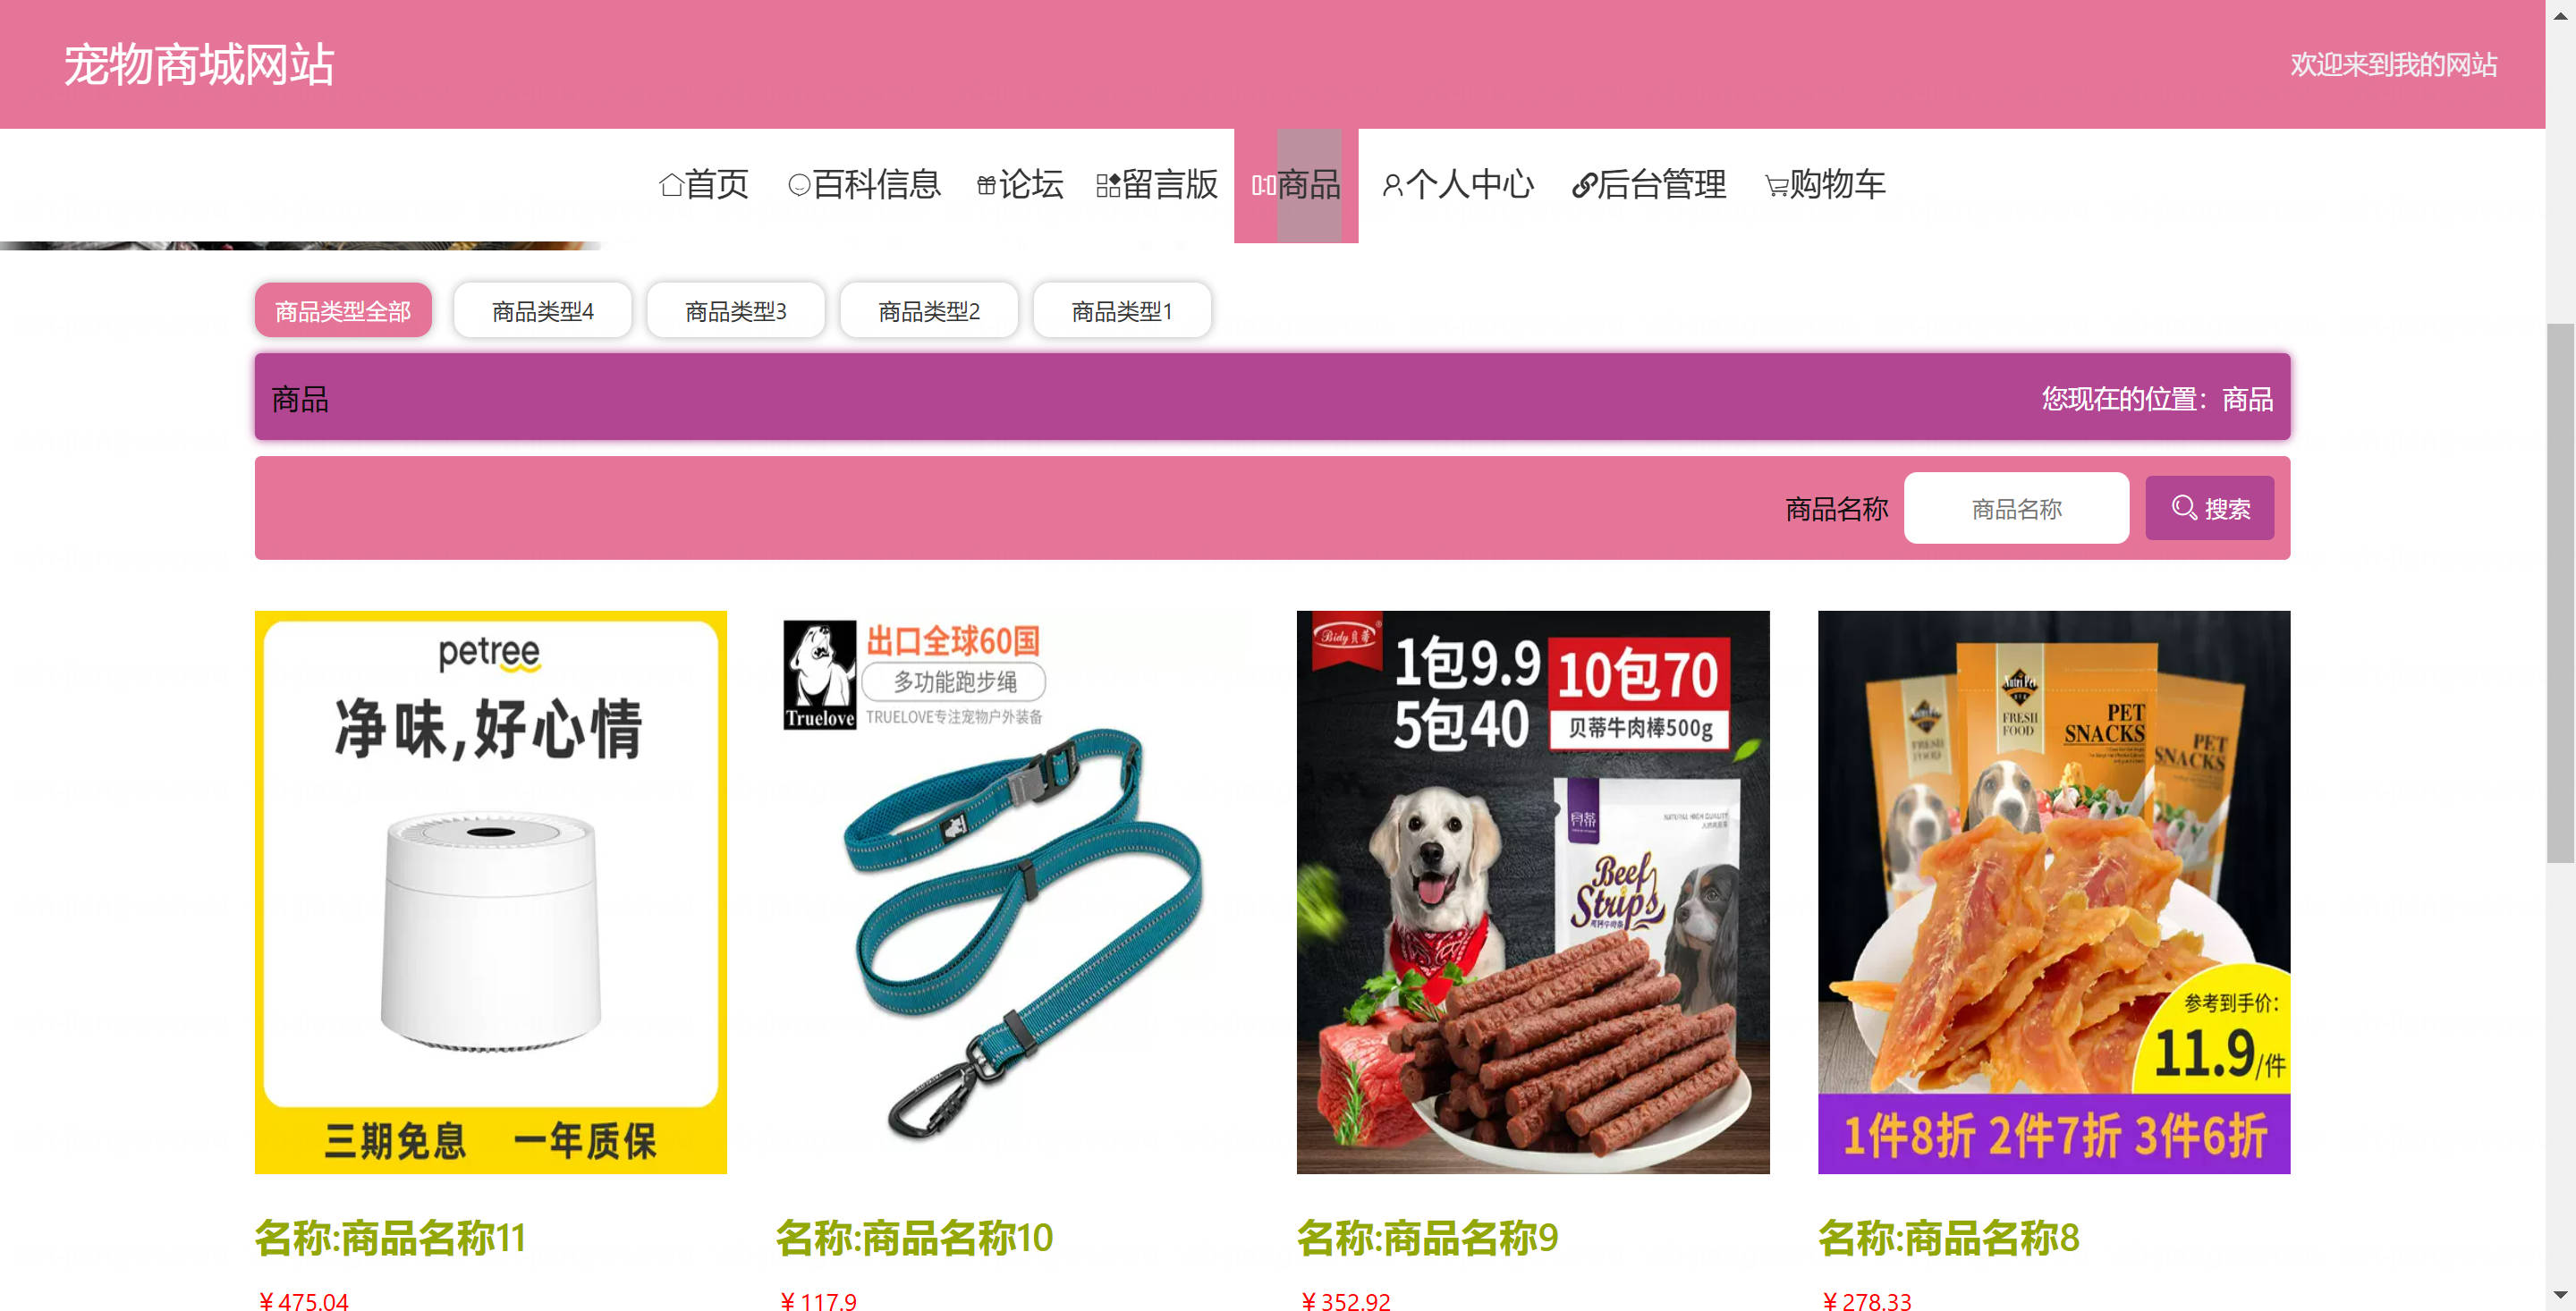 宠物商城网站
欢迎来到我的网站
首页 百科信息 论坛 留言版 商品 个人中心 后台管理 购物车
商品类型全部 商品类型4 商品类型3 商品类型2 商品类型1
商品
您现在的位置：商品
商品名称 商品名称 搜索
petree
净味,好心情
三期免息 一年质保
Truelove
出口全球60国
多功能跑步绳
TRUELOVE专注宠物户外装备
Bidy贝蒂
1包9.9
5包40
10包70
贝蒂牛肉棒500g
贝蒂
NATURAL HIGH QUALITY
Beef
Strips
Nutri Pet
FRESH
FOOD
PET
SNACKS
FRESH
FOOD
PET
SNACKS
参考到手价:
11.9/件
1件8折 2件7折 3件6折
名称:商品名称11
￥475.04
名称:商品名称10
￥117.9
名称:商品名称9
￥352.92
名称:商品名称8
￥278.33